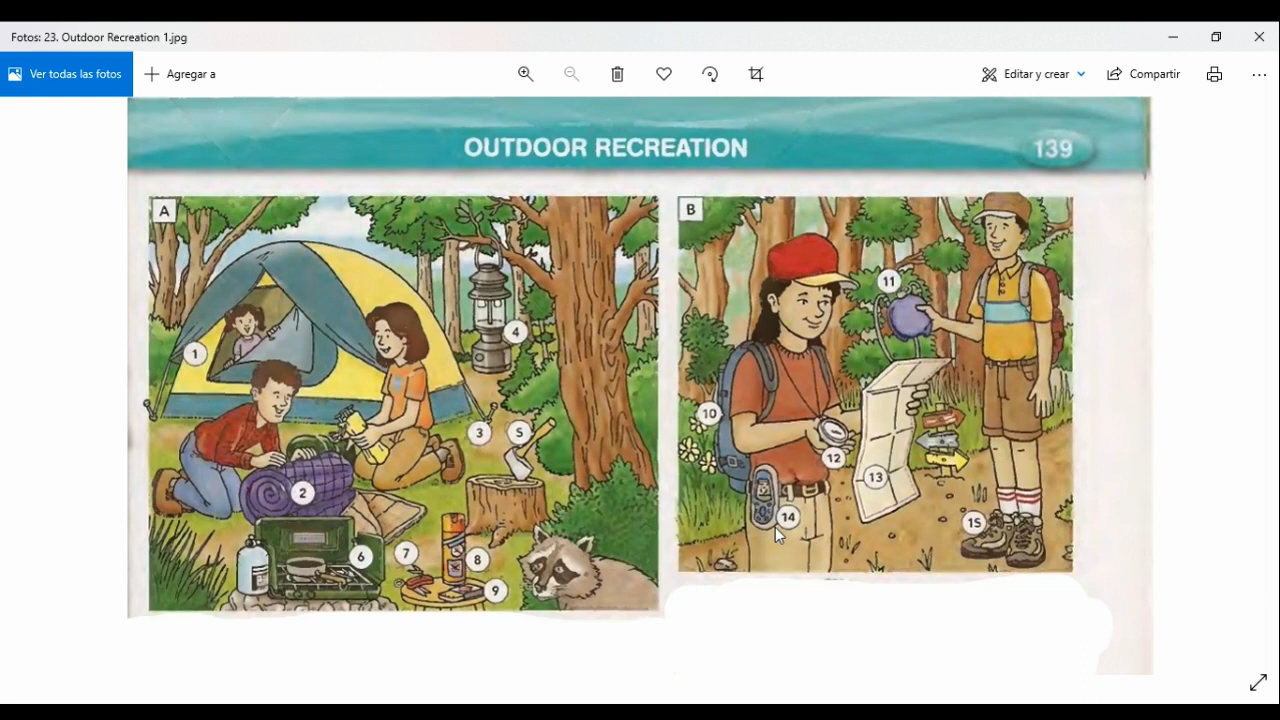 Fotos: 23. Outdoor Recreation 1.jpg
Ver todas las fotos
Agregar a
Editar y crear
Compartir
OUTDOOR RECREATION
139
A
B
1
2
3
4
5
6
7
8
9
10
11
12
13
14
15